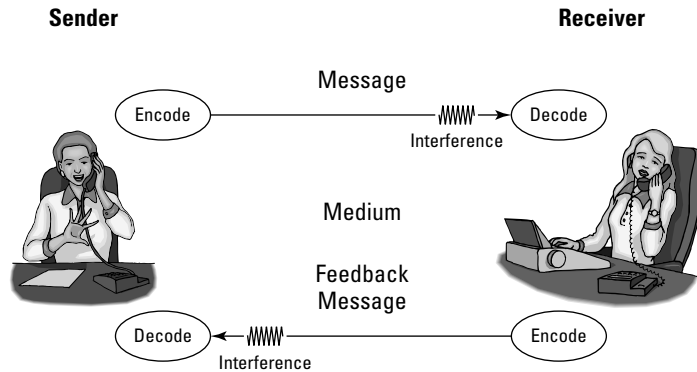 Sender
Receiver
Message
Encode
Decode
Interference
Medium
Feedback
Message
Decode
Encode
Interference